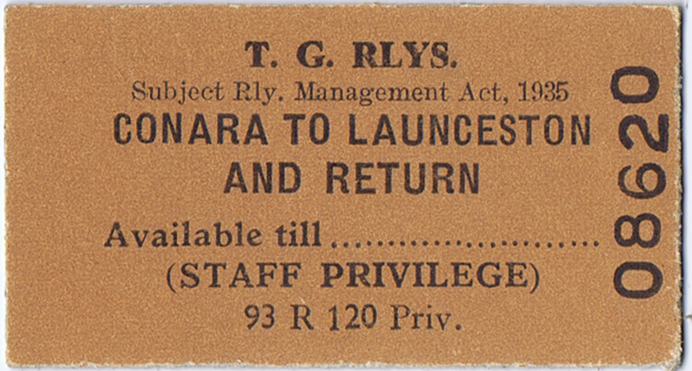 T. G. RLYS.
Subject Rly. Management Act, 1935
CONARA TO LAUNCESTON
AND RETURN
Available till........................
(STAFF PRIVILEGE)
93 R 120 Priv.
08620